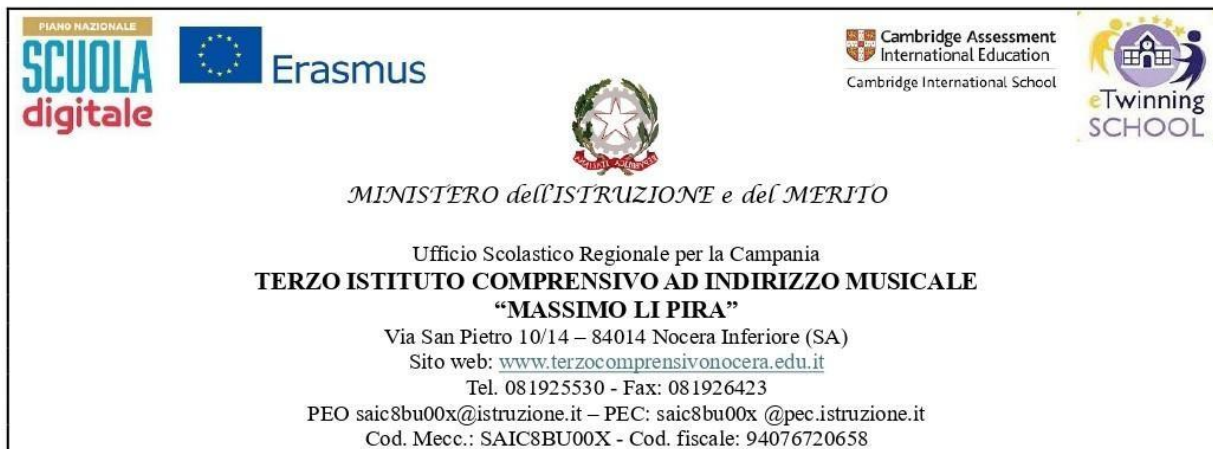 PIANO NAZIONALE
SCUOLA
digitale
Erasmus
Cambridge Assessment
International Education
Cambridge International School
eTwinning
SCHOOL
REPVBBLICA ITALIANA
MINISTERO dell'ISTRUZIONE e del MERITO
Ufficio Scolastico Regionale per la Campania
TERZO ISTITUTO COMPRENSIVO AD INDIRIZZO MUSICALE
“MASSIMO LI PIRA”
Via San Pietro 10/14 – 84014 Nocera Inferiore (SA)
Sito web: www.terzocomprensivonocera.edu.it
Tel. 081925530 - Fax: 081926423
PEO saic8bu00x@istruzione.it – PEC: saic8bu00x @pec.istruzione.it
Cod. Mecc.: SAIC8BU00X - Cod. fiscale: 94076720658